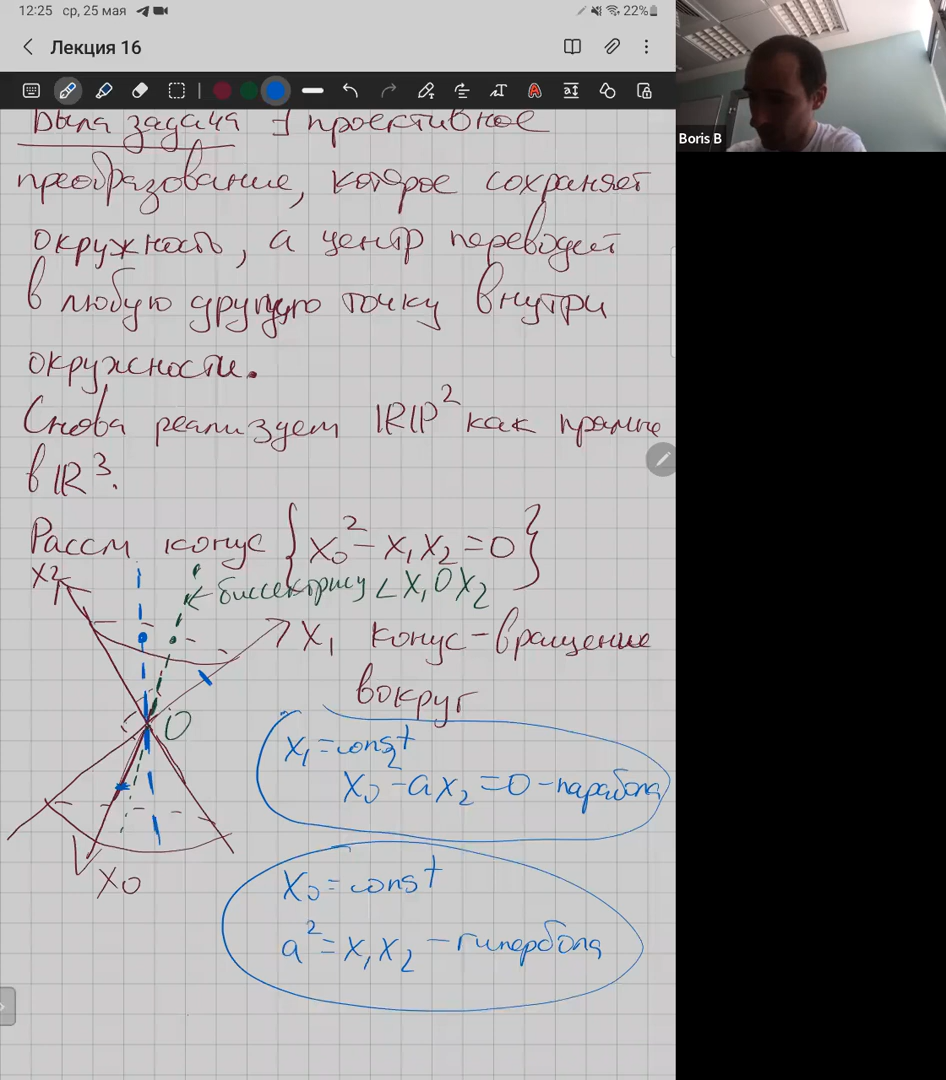 12:25 ср, 25 мая
22%
Лекция 16
Boris B
Была задача ∃ проективное
преобразование, которое сохраняет
окружность, а центр переводит
в любую другую точку внутри
окружности.
Снова реализуем ℝP² как прямые
в ℝ³.
Рассм конус {x₀² - x₁x₂ = 0}
x₂
биссектрису ∠x₁Ox₂
x₁ конус - вращение
вокруг
O
x₁ = const
x₀² - ax₂ = 0 - парабола
x₀
x₀ = const
a² = x₁x₂ - гипербола